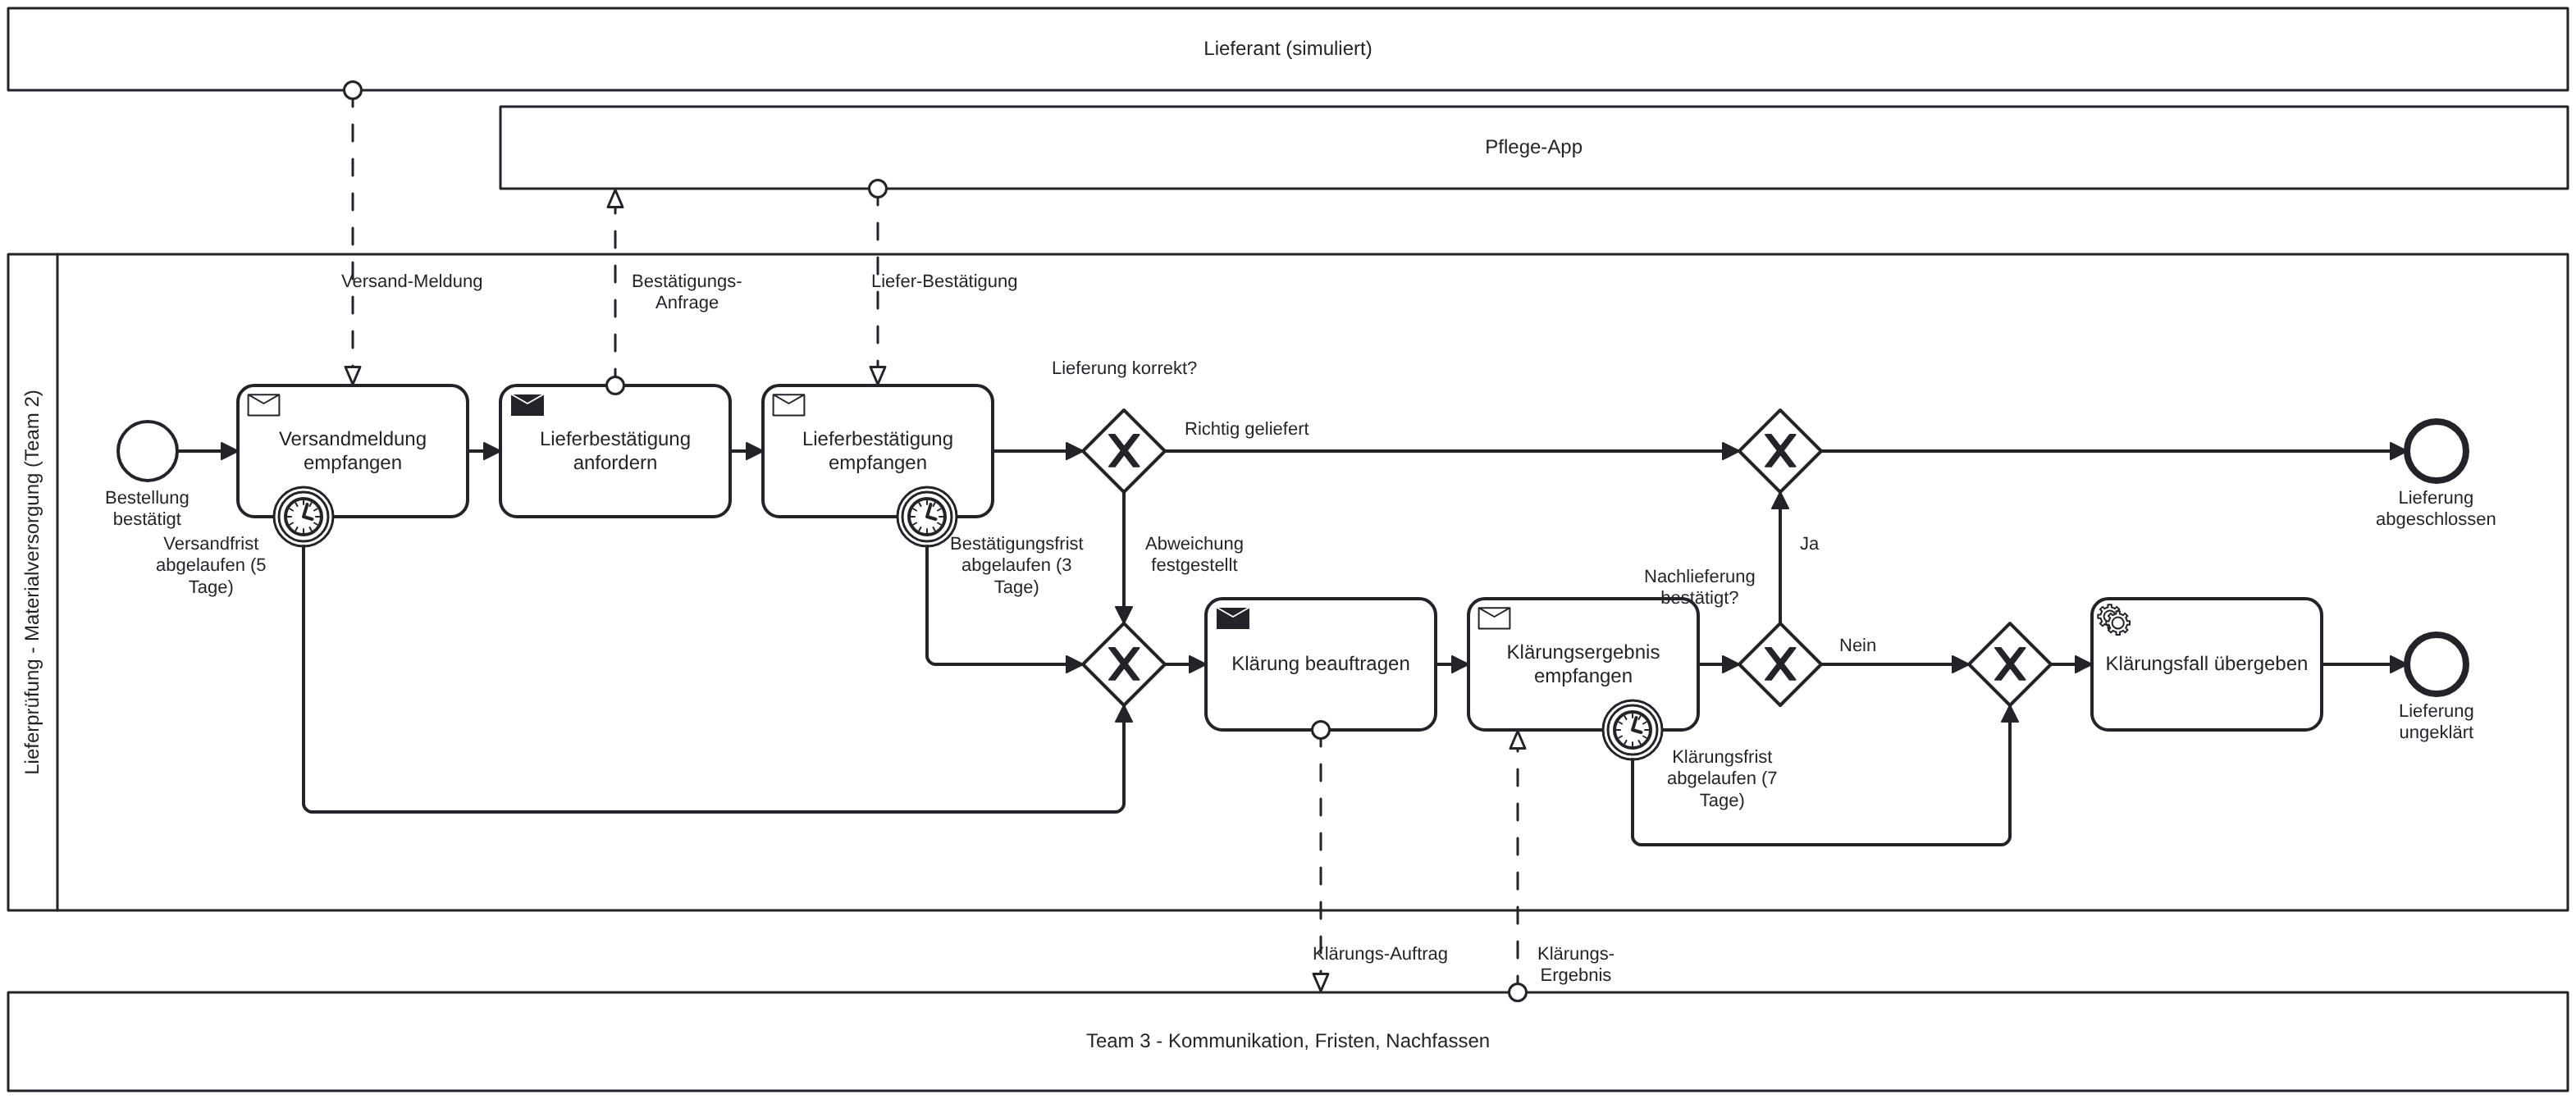 Lieferant (simuliert)
Pflege-App
Lieferprüfung - Materialversorgung (Team 2)
Versand-Meldung
Bestätigungs-
Anfrage
Liefer-Bestätigung
Lieferung korrekt?
Bestellung
bestätigt
Versandmeldung
empfangen
Versandfrist
abgelaufen (5
Tage)
Lieferbestätigung
anfordern
Lieferbestätigung
empfangen
Bestätigungsfrist
abgelaufen (3
Tage)
Richtig geliefert
Abweichung
festgestellt
Klärung beauftragen
Klärungsergebnis
empfangen
Nachlieferung
bestätigt?
Ja
Nein
Klärungsfrist
abgelaufen (7
Tage)
Klärungsfall übergeben
Lieferung
abgeschlossen
Lieferung
ungeklärt
Klärungs-Auftrag
Klärungs-
Ergebnis
Team 3 - Kommunikation, Fristen, Nachfassen